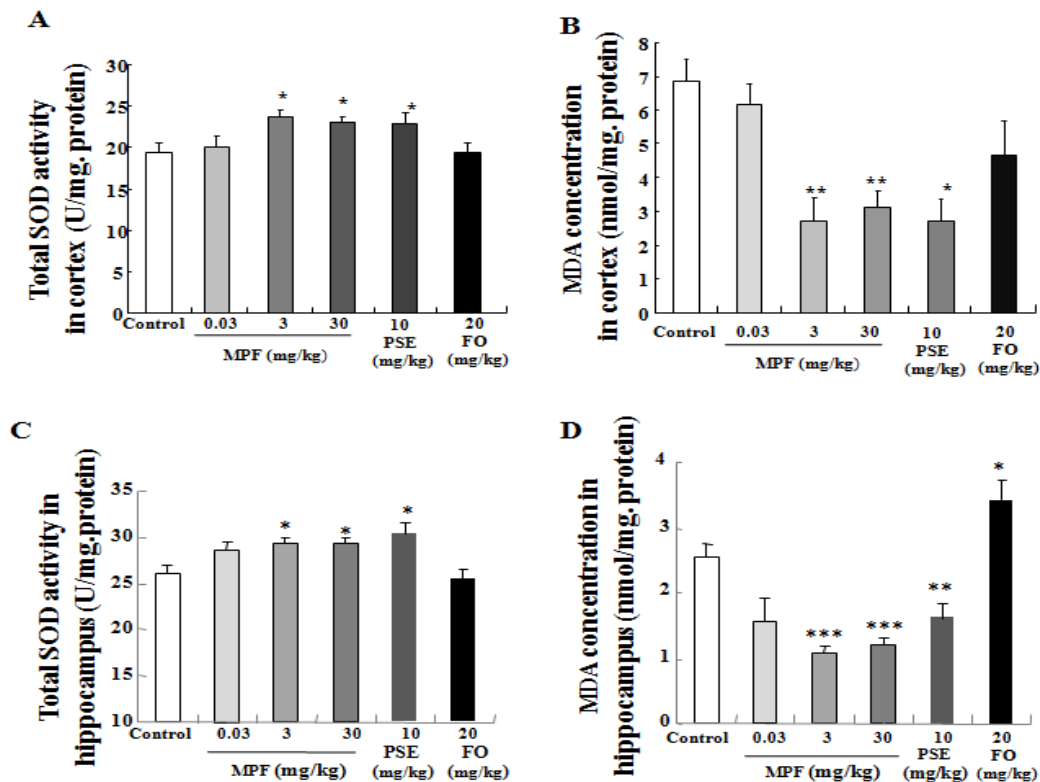 A
Total SOD activity
in cortex (U/mg. protein)
30
25
20
15
10
5
0
* * *
Control 0.03 3 30 10 20
MPF (mg/kg) PSE FO
(mg/kg) (mg/kg)
B
MDA concentration
in cortex (nmol/mg. protein)
8
7
6
5
4
3
2
1
0
** ** *
Control 0.03 3 30 10 20
MPF (mg/kg) PSE FO
(mg/kg) (mg/kg)
C
Total SOD activity in
hippocampus (U/mg.protein)
35
30
25
20
15
10
* * *
Control 0.03 3 30 10 20
MPF (mg/kg) PSE FO
(mg/kg) (mg/kg)
D
MDA concentration in
hippocampus (nmol/mg. protein)
4
3
2
1
0
*** *** ** *
Control 0.03 3 30 10 20
MPF (mg/kg) PSE FO
(mg/kg) (mg/kg)